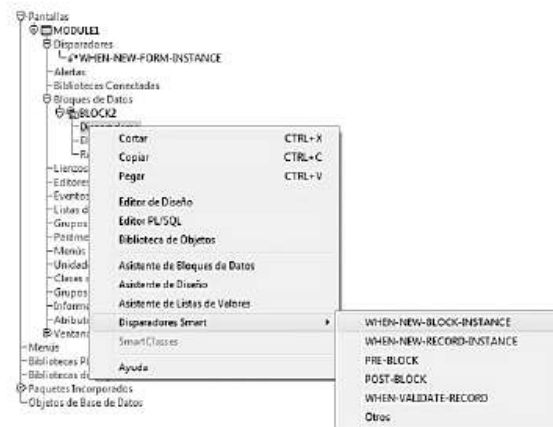 Pantallas
MODULE1
Disparadores
WHEN-NEW-FORM-INSTANCE
Alertas
Bibliotecas Conectadas
Bloques de Datos
BLOCK2
Cortar CTRL+X
Copiar CTRL+C
Pegar CTRL+V
Editor de Diseño
Editor PL/SQL
Biblioteca de Objetos
Asistente de Bloques de Datos
Asistente de Diseño
Asistente de Listas de Valores
Disparadores Smart
SmartClasses
Ayuda
WHEN-NEW-BLOCK-INSTANCE
WHEN-NEW-RECORD-INSTANCE
PRE-BLOCK
POST-BLOCK
WHEN-VALIDATE-RECORD
Otros
Lienzos
Editores
Eventos
Listas d
Grupos
Paráme
Menús
Unidad
Clases
Grupos
Informe
Atribut
Ventan
Menús
Bibliotecas PL
Bibliotecas de
Paquetes Incorporados
Objetos de Base de Datos